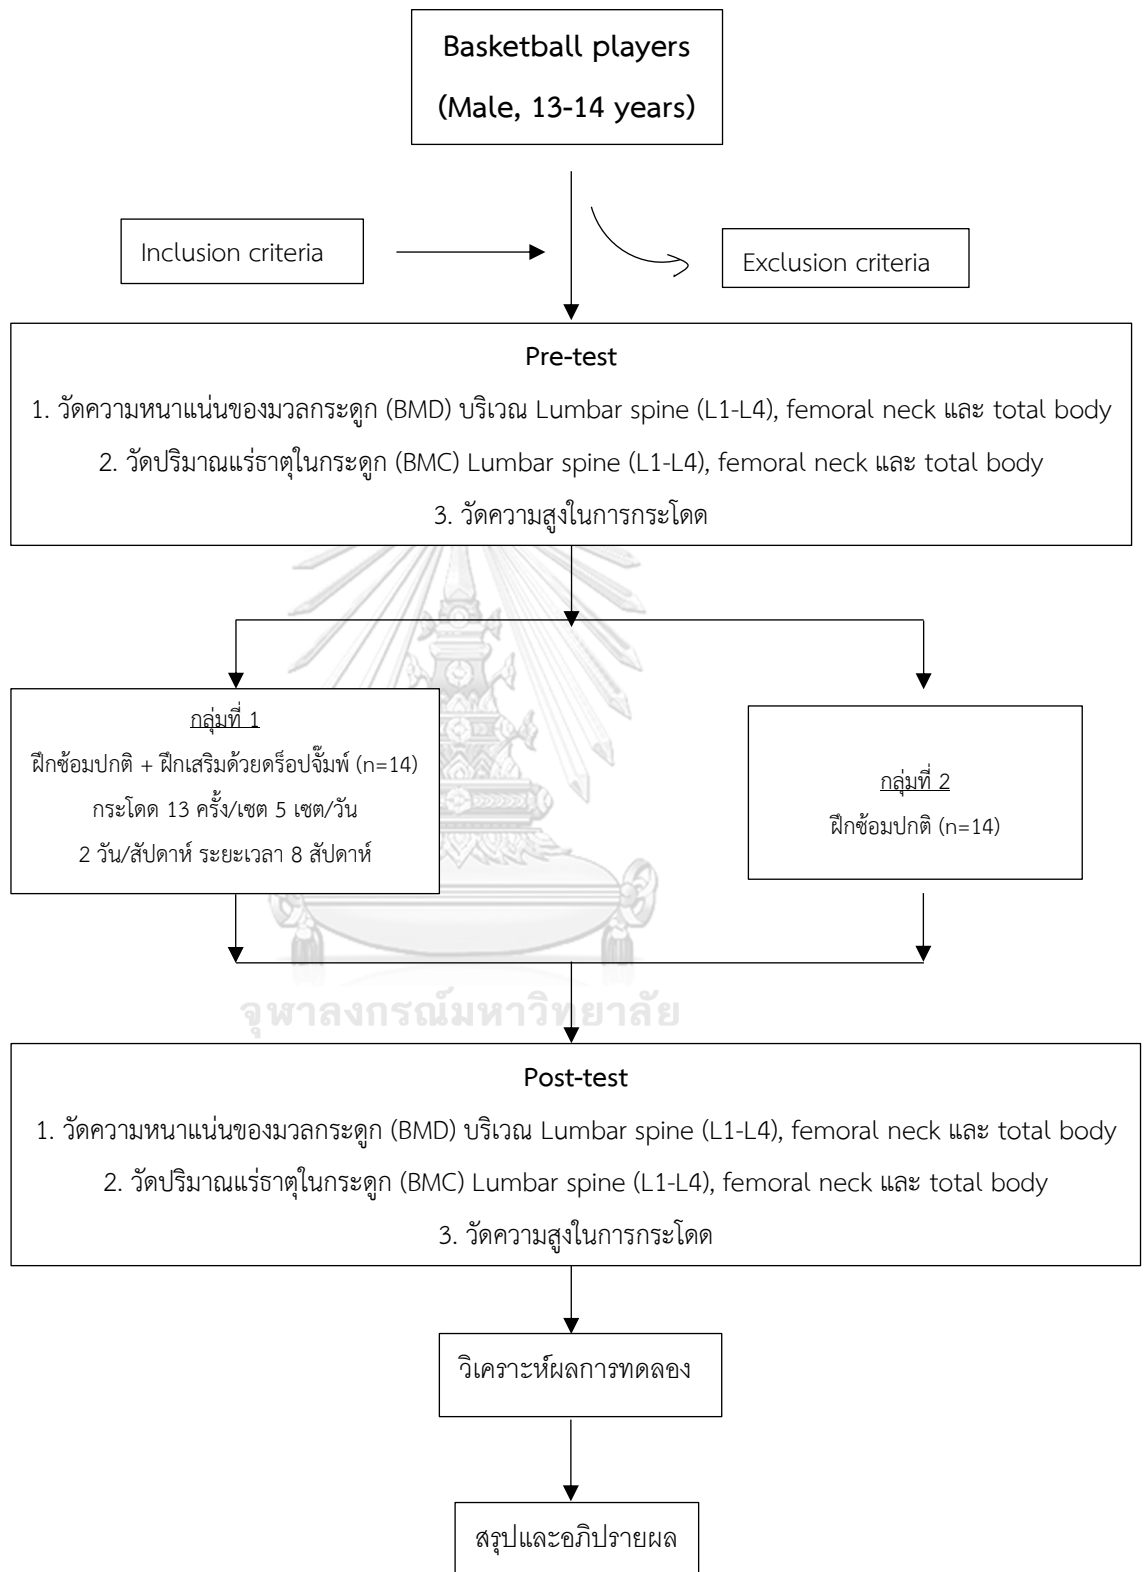 Basketball players
(Male, 13-14 years)
Inclusion criteria
Exclusion criteria
Pre-test
1. วัดความหนาแน่นของมวลกระดูก (BMD) บริเวณ Lumbar spine (L1-L4), femoral neck และ total body
2. วัดปริมาณแร่ธาตุในกระดูก (BMC) Lumbar spine (L1-L4), femoral neck และ total body
3. วัดความสูงในการกระโดด
กลุ่มที่ 1
ฝึกซ้อมปกติ + ฝึกเสริมด้วยดร็อปจั๊มพ์ (n=14)
กระโดด 13 ครั้ง/เซต 5 เซต/วัน
2 วัน/สัปดาห์ ระยะเวลา 8 สัปดาห์
กลุ่มที่ 2
ฝึกซ้อมปกติ (n=14)
จุฬาลงกรณ์มหาวิทยาลัย
Post-test
1. วัดความหนาแน่นของมวลกระดูก (BMD) บริเวณ Lumbar spine (L1-L4), femoral neck และ total body
2. วัดปริมาณแร่ธาตุในกระดูก (BMC) Lumbar spine (L1-L4), femoral neck และ total body
3. วัดความสูงในการกระโดด
วิเคราะห์ผลการทดลอง
สรุปและอภิปรายผล